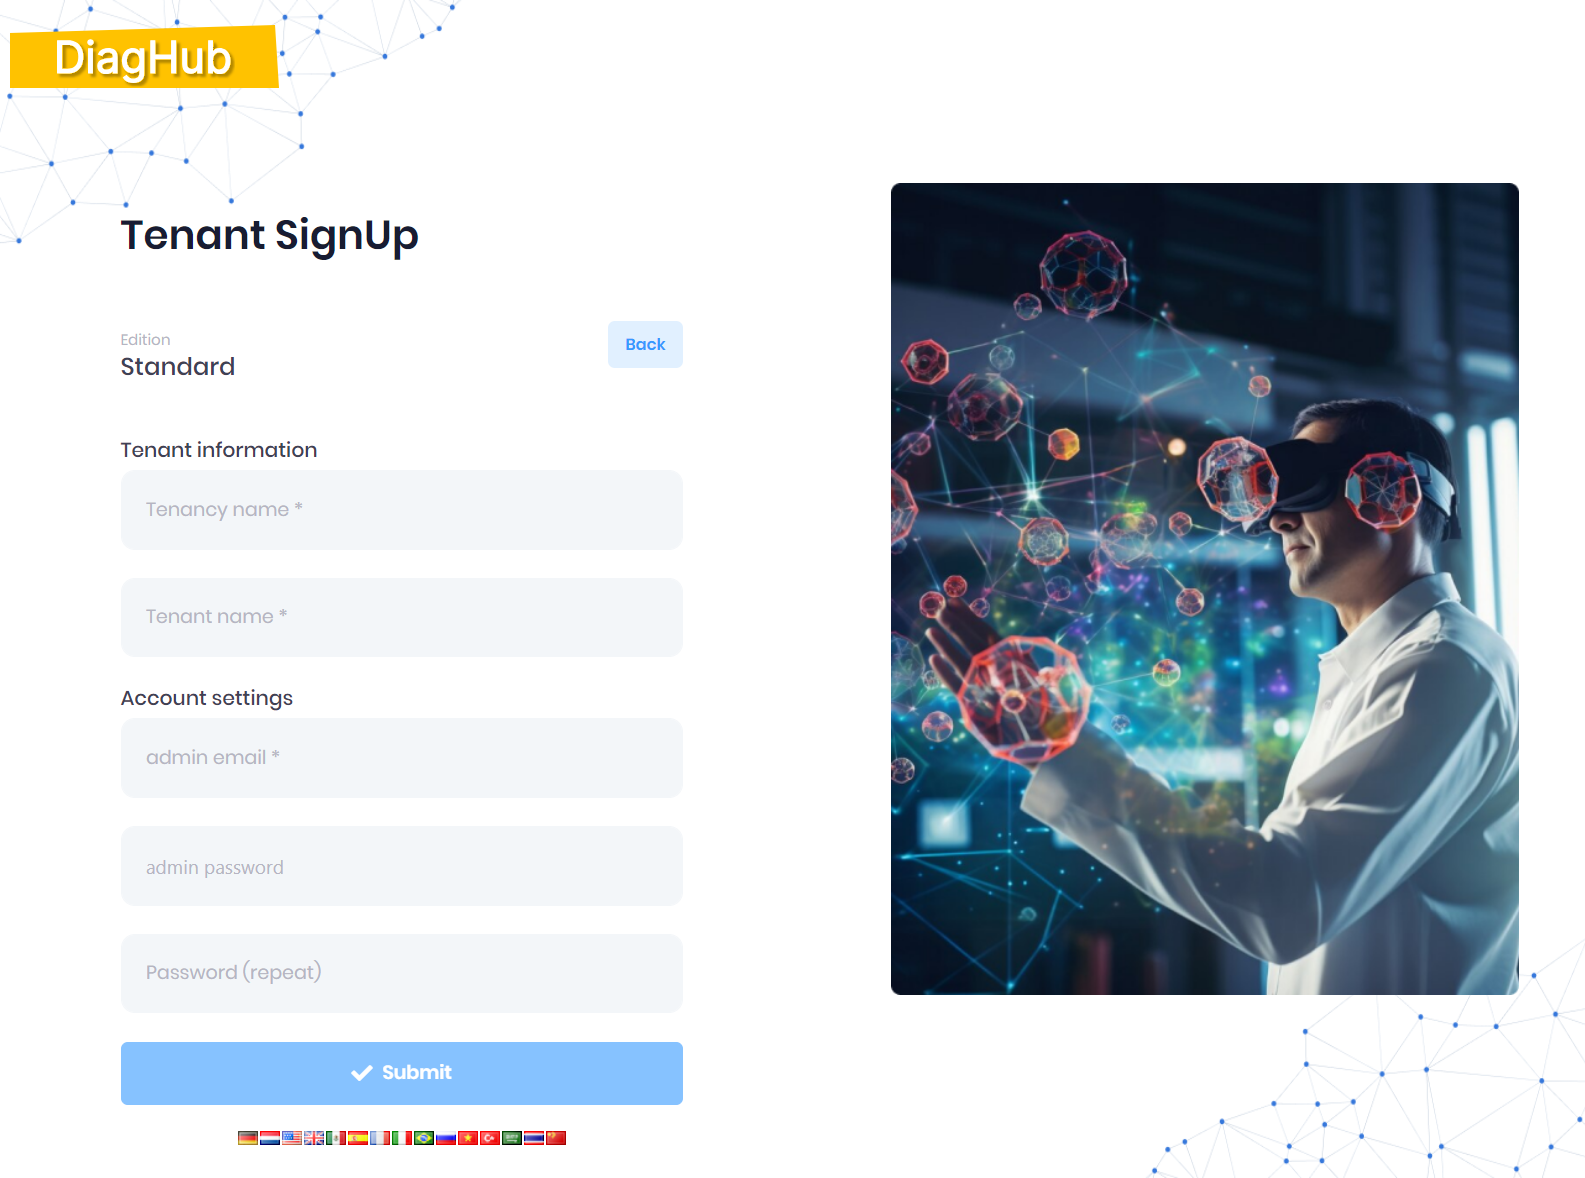 DiagHub
Tenant SignUp
Edition
Standard
Back
Tenant information
Tenancy name *
Tenant name *
Account settings
admin email *
admin password
Password (repeat)
Submit